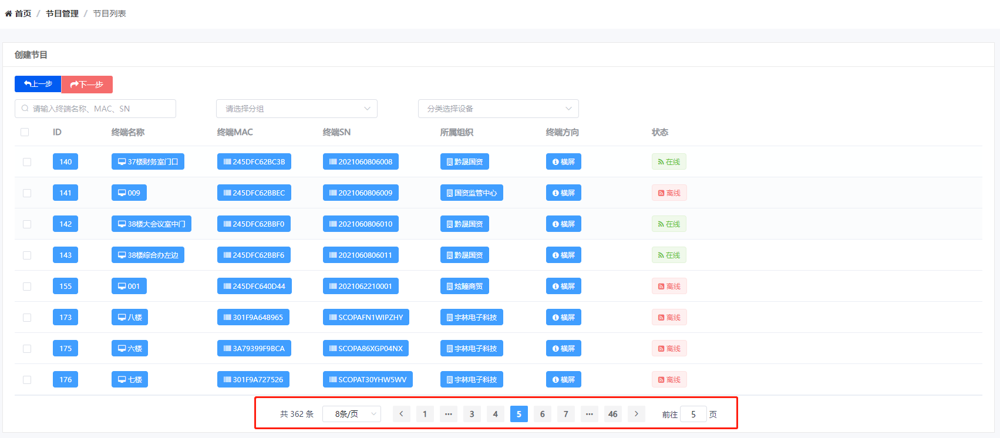 首页 / 节目管理 / 节目列表
创建节目
上一步 下一步
请输入终端名称、MAC、SN 请选择分组 分类选择设备
ID 终端名称 终端MAC 终端SN 所属组织 终端方向 状态
140 37楼财务室门口 245DFC62BC3B 2021060806008 黔晟国资 横屏 在线
141 009 245DFC62BBEC 2021060806009 国资监管中心 横屏 离线
142 38楼大会议室中门 245DFC62BBF0 2021060806010 黔晟国资 横屏 在线
143 38楼综合办左边 245DFC62BBF6 2021060806011 黔晟国资 横屏 在线
155 001 245DFC640D44 2021062210001 炫瞳商贸 横屏 离线
173 八楼 301F9A648965 SCOPAFN1WIPZHY 宇林电子科技 横屏 离线
175 六楼 3A79399F9BCA SCOPA86XGP04NX 宇林电子科技 横屏 离线
176 七楼 301F9A727526 SCOPAT30YHW5WV 宇林电子科技 横屏 离线
共 362 条 8条/页 < 1 ··· 3 4 5 6 7 ··· 46 > 前往 5 页